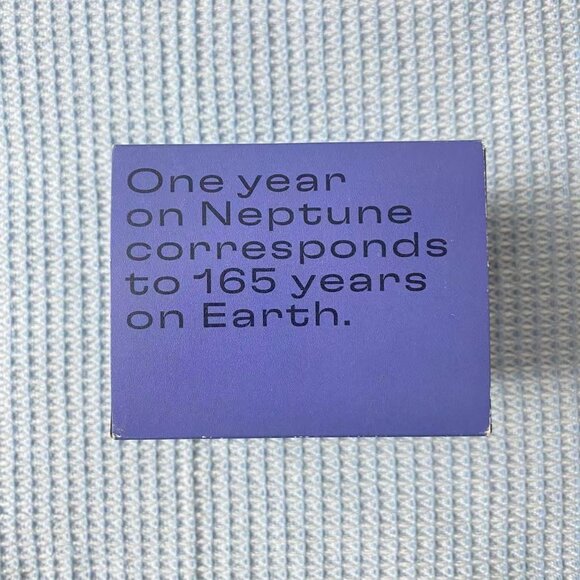 One year
on Neptune
corresponds
to 165 years
on Earth.